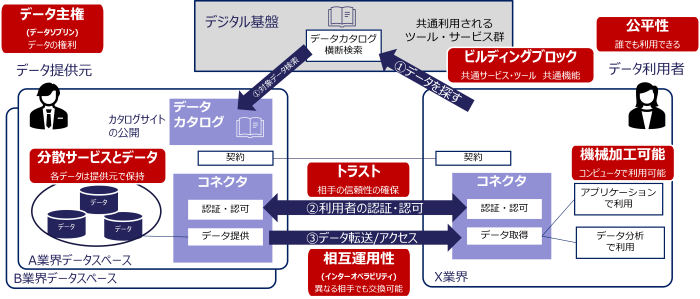 データ主権
(データソブリン)
データの権利
デジタル基盤
データカタログ
横断検索
共通利用される
ツール・サービス群
公平性
誰でも利用できる
ビルディングブロック
共通サービス・ツール 共通機能
データ提供元
データ利用者
①対象データ検索
①データを探す
カタログサイト
の公開
データ
カタログ
分散サービスとデータ
各データは提供元で保持
契約
契約
トラスト
相手の信頼性の確保
機械加工可能
コンピュータで利用可能
コネクタ
コネクタ
認証・認可
②利用者の認証・認可
認証・認可
アプリケーション
で利用
データ
データ
データ
データ提供
③データ転送/アクセス
データ取得
データ分析
で利用
A業界データスペース
B業界データスペース
相互運用性
(インターオペラビリティ)
異なる相手でも交換可能
X業界